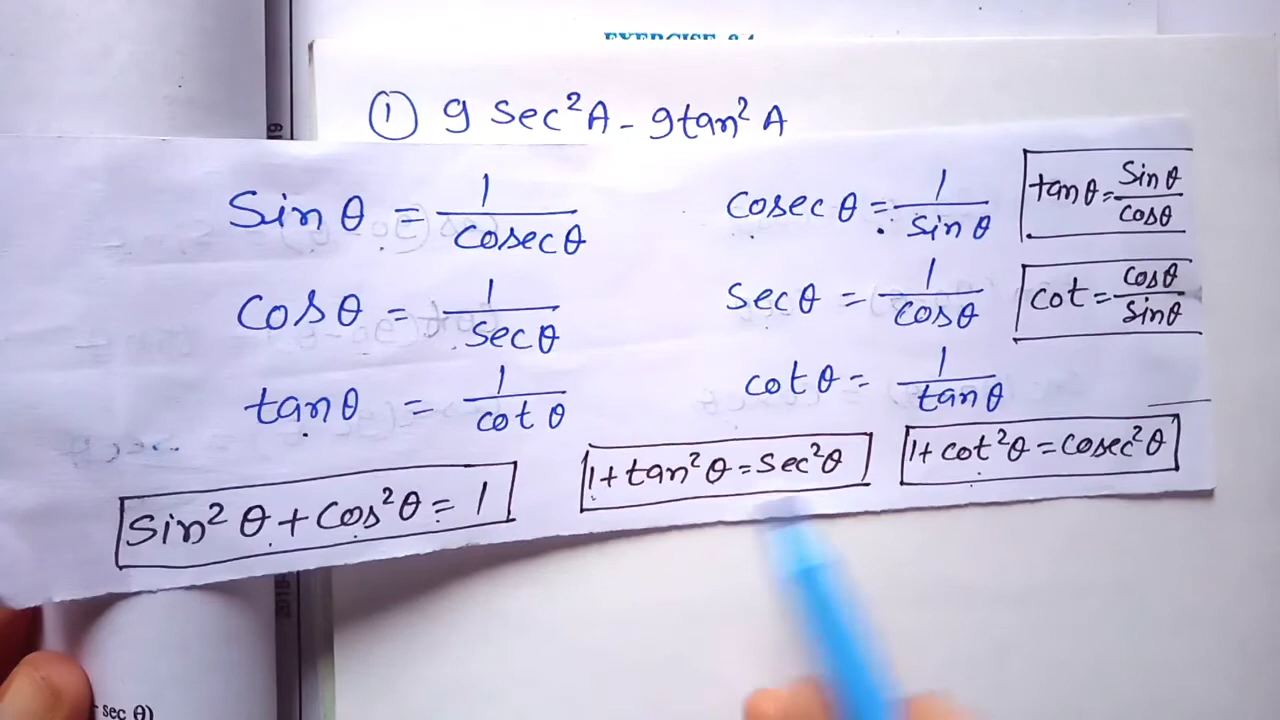 ① 9 sec²A - 9tan²A
Sin θ = 1/cosec θ
cosec θ = 1/sin θ
tan θ = Sin θ/cos θ
cos θ = 1/sec θ
sec θ = 1/cos θ
cot = cos θ/sin θ
tan θ = 1/cot θ
cot θ = 1/tan θ
sin² θ + cos² θ = 1
1 + tan² θ = sec² θ
1 + cot² θ = cosec² θ
sec θ)